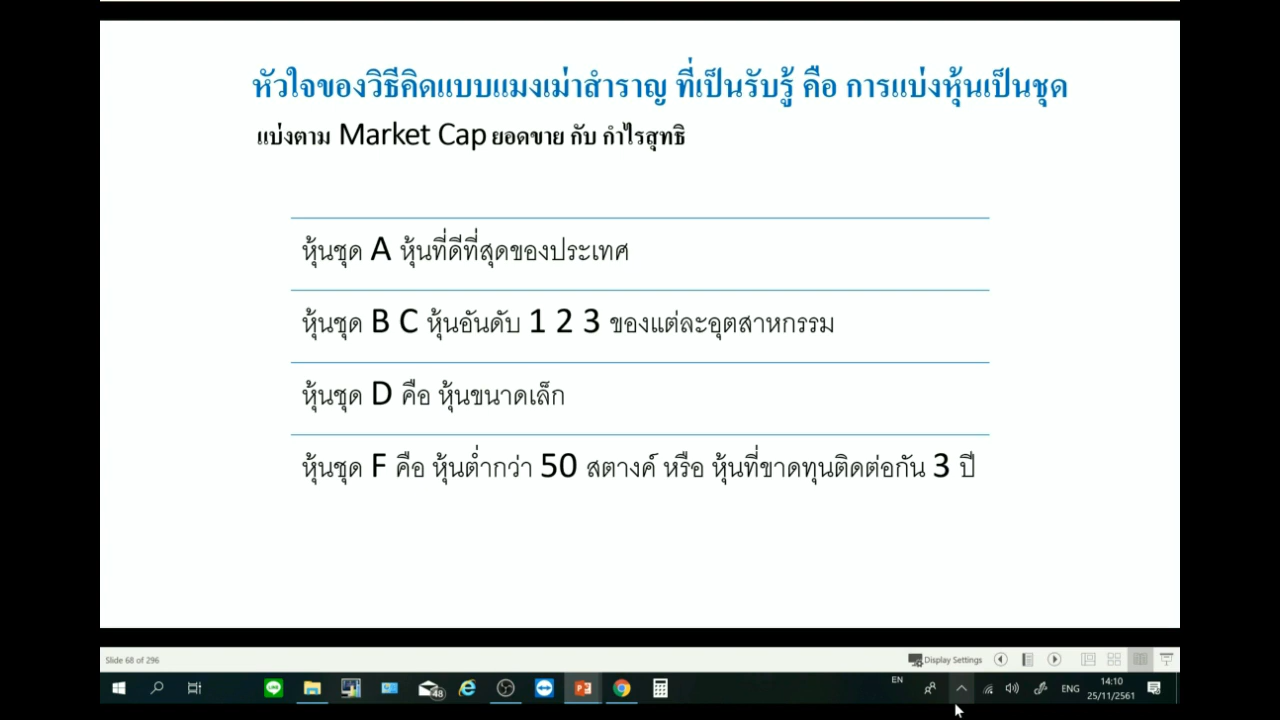 หัวใจของวิธีคิดแบบแมงเม่าสำราญ ที่เป็นรับรู้ คือ การแบ่งหุ้นเป็นชุด
แบ่งตาม Market Cap ยอดขาย กับ กำไรสุทธิ
หุ้นชุด A หุ้นที่ดีที่สุดของประเทศ
หุ้นชุด B C หุ้นอันดับ 1 2 3 ของแต่ละอุตสาหกรรม
หุ้นชุด D คือ หุ้นขนาดเล็ก
หุ้นชุด F คือ หุ้นต่ำกว่า 50 สตางค์ หรือ หุ้นที่ขาดทุนติดต่อกัน 3 ปี
Slide 68 of 296
Display Settings
48
EN
ENG
14:10
25/11/2561